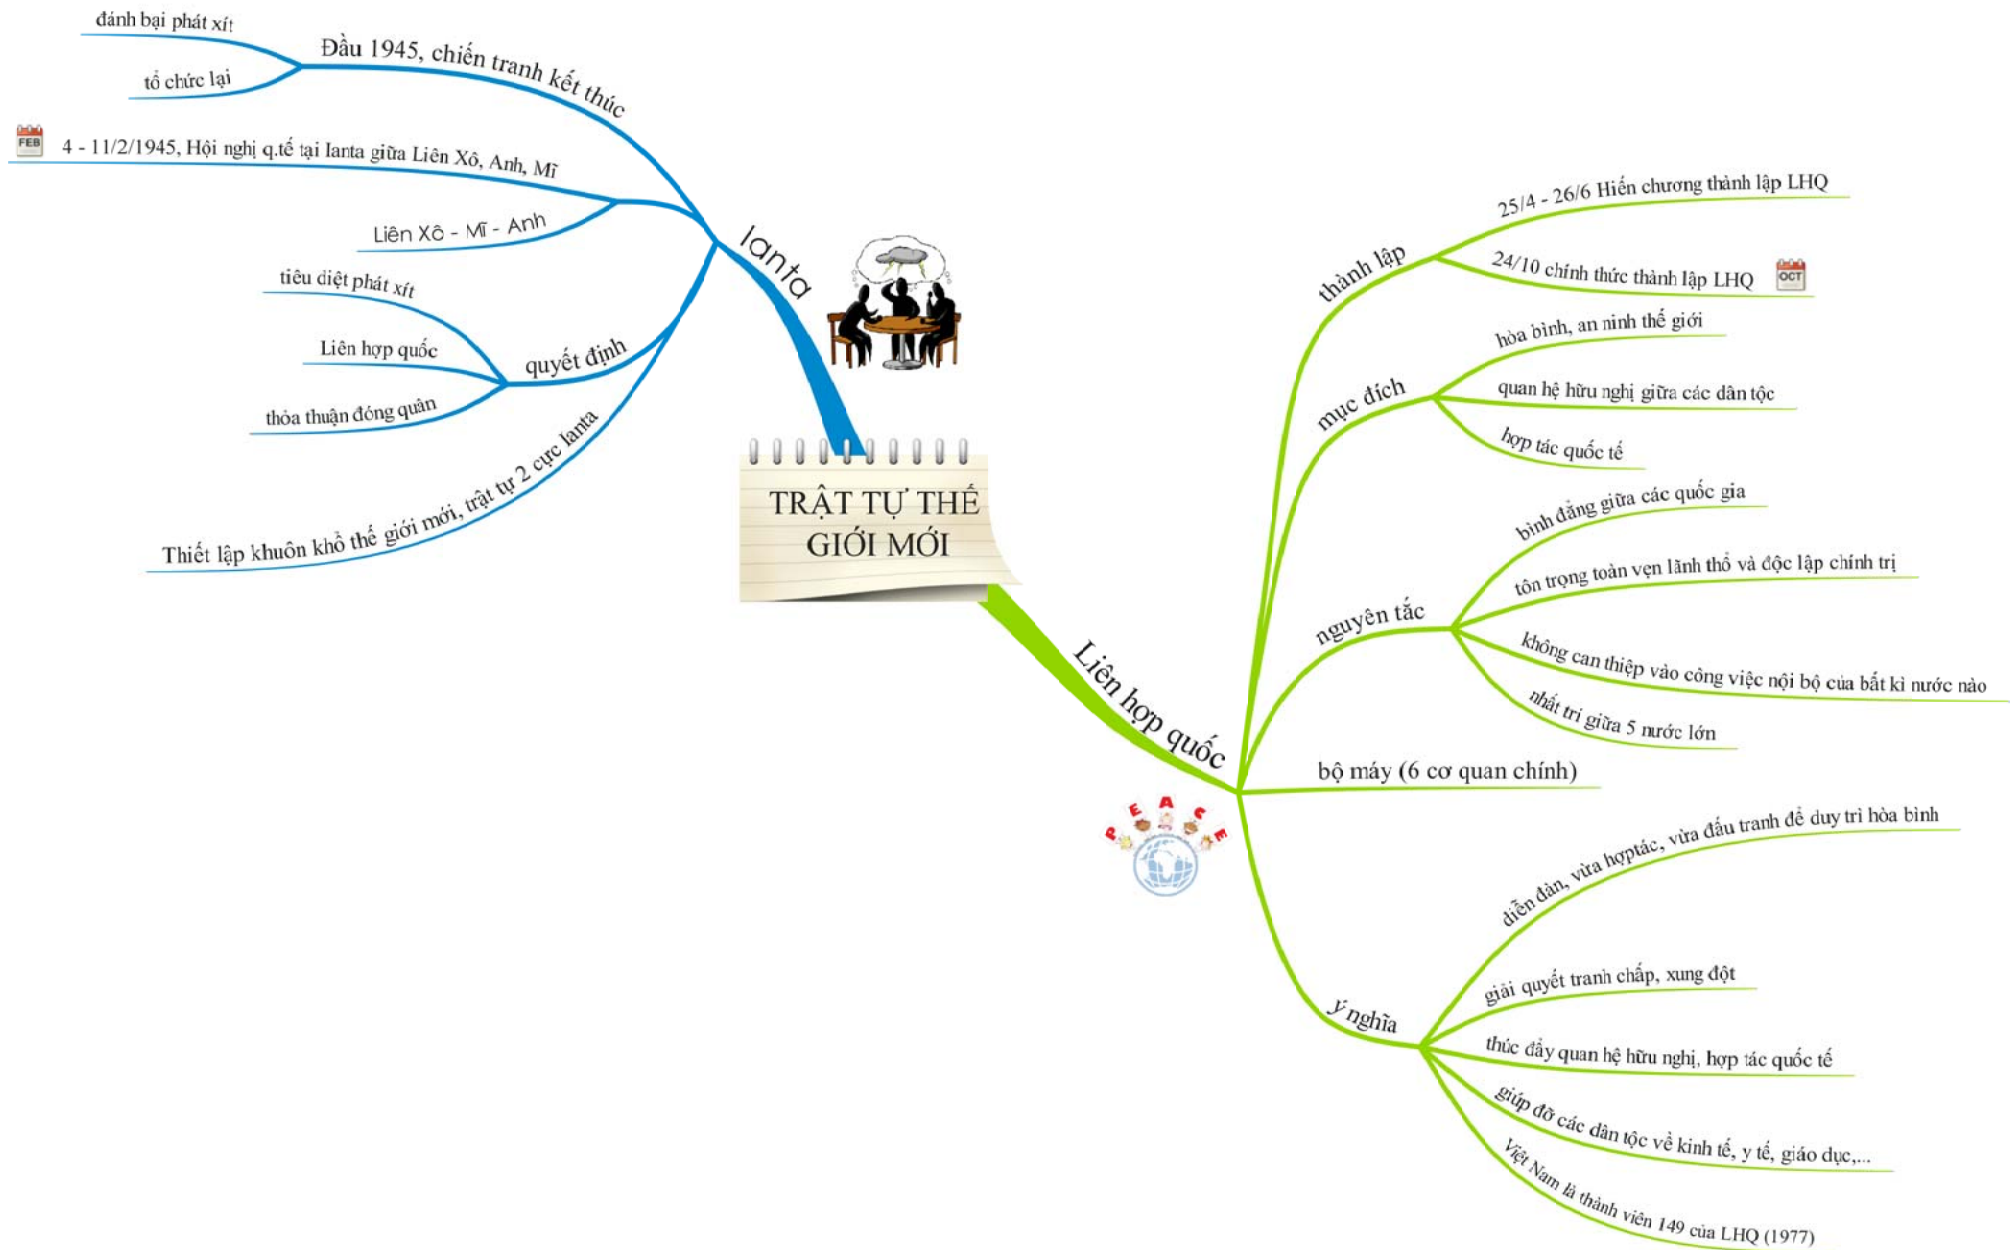 TRẬT TỰ THẾ
GIỚI MỚI
Ianta
Đầu 1945, chiến tranh kết thúc
đánh bại phát xít
tổ chức lại
FEB
4 - 11/2/1945, Hội nghị q.tế tại Ianta giữa Liên Xô, Anh, Mĩ
Liên Xô - Mĩ - Anh
quyết định
tiêu diệt phát xít
Liên hợp quốc
thỏa thuận đóng quân
Thiết lập khuôn khổ thế giới mới, trật tự 2 cực Ianta
Liên hợp quốc
PEACE
thành lập
25/4 - 26/6 Hiến chương thành lập LHQ
24/10 chính thức thành lập LHQ
OCT
mục đích
hòa bình, an ninh thế giới
quan hệ hữu nghị giữa các dân tộc
hợp tác quốc tế
nguyên tắc
bình đẳng giữa các quốc gia
tôn trọng toàn vẹn lãnh thổ và độc lập chính trị
không can thiệp vào công việc nội bộ của bất kì nước nào
nhất trí giữa 5 nước lớn
bộ máy (6 cơ quan chính)
ý nghĩa
diễn đàn, vừa hợptác, vừa đấu tranh để duy trì hòa bình
giải quyết tranh chấp, xung đột
thúc đẩy quan hệ hữu nghị, hợp tác quốc tế
giúp đỡ các dân tộc về kinh tế, y tế, giáo dục,...
Việt Nam là thành viên 149 của LHQ (1977)